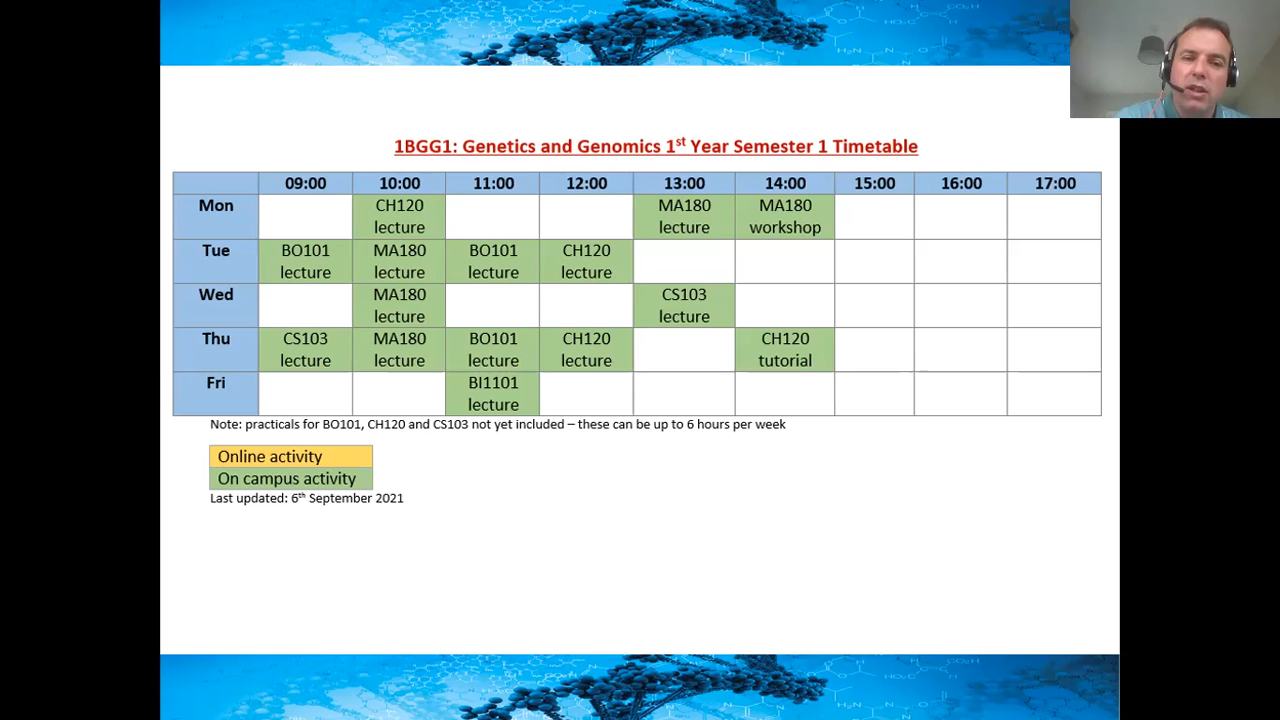 1BGG1: Genetics and Genomics 1st Year Semester 1 Timetable
09:00 10:00 11:00 12:00 13:00 14:00 15:00 16:00 17:00
Mon CH120 lecture MA180 lecture MA180 workshop
Tue BO101 lecture MA180 lecture BO101 lecture CH120 lecture
Wed MA180 lecture CS103 lecture
Thu CS103 lecture MA180 lecture BO101 lecture CH120 lecture CH120 tutorial
Fri BI1101 lecture
Note: practicals for BO101, CH120 and CS103 not yet included – these can be up to 6 hours per week
Online activity
On campus activity
Last updated: 6th September 2021